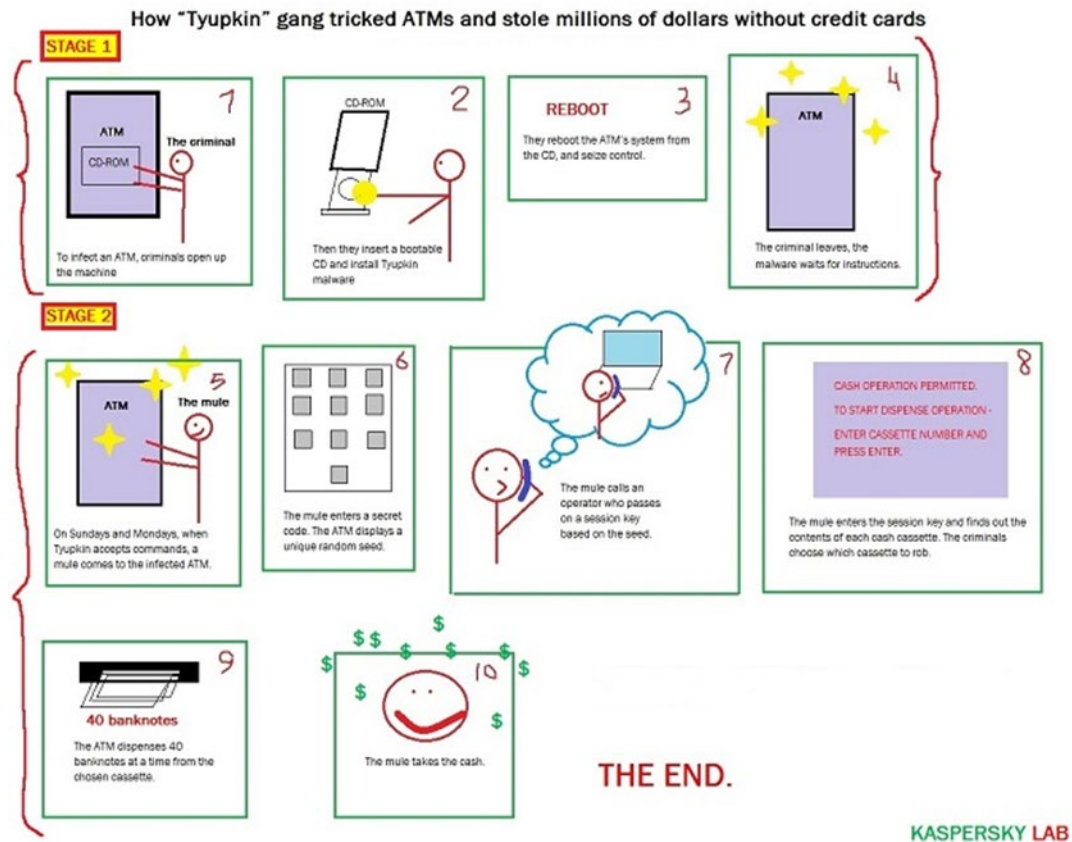 How “Tyupkin” gang tricked ATMs and stole millions of dollars without credit cards
STAGE 1
1
ATM
CD-ROM
The criminal
To infect an ATM, criminals open up
the machine
2
CD-ROM
Then they insert a bootable
CD and install Tyupkin
malware
3
REBOOT
They reboot the ATM's system from
the CD, and seize control.
4
ATM
The criminal leaves, the
malware waits for instructions.
STAGE 2
5
ATM
The mule
On Sundays and Mondays, when
Tyupkin accepts commands, a
mule comes to the infected ATM.
6
The mule enters a secret
code. The ATM displays a
unique random seed.
7
The mule calls an
operator who passes
on a session key
based on the seed.
8
CASH OPERATION PERMITTED.
TO START DISPENSE OPERATION -
ENTER CASSETTE NUMBER AND
PRESS ENTER.
The mule enters the session key and finds out the
contents of each cash cassette. The criminals
choose which cassette to rob.
9
40 banknotes
The ATM dispenses 40
banknotes at a time from the
chosen cassette.
$ $ $ $ $ $ $ $ $ $
10
The mule takes the cash.
THE END.
KASPERSKY LAB